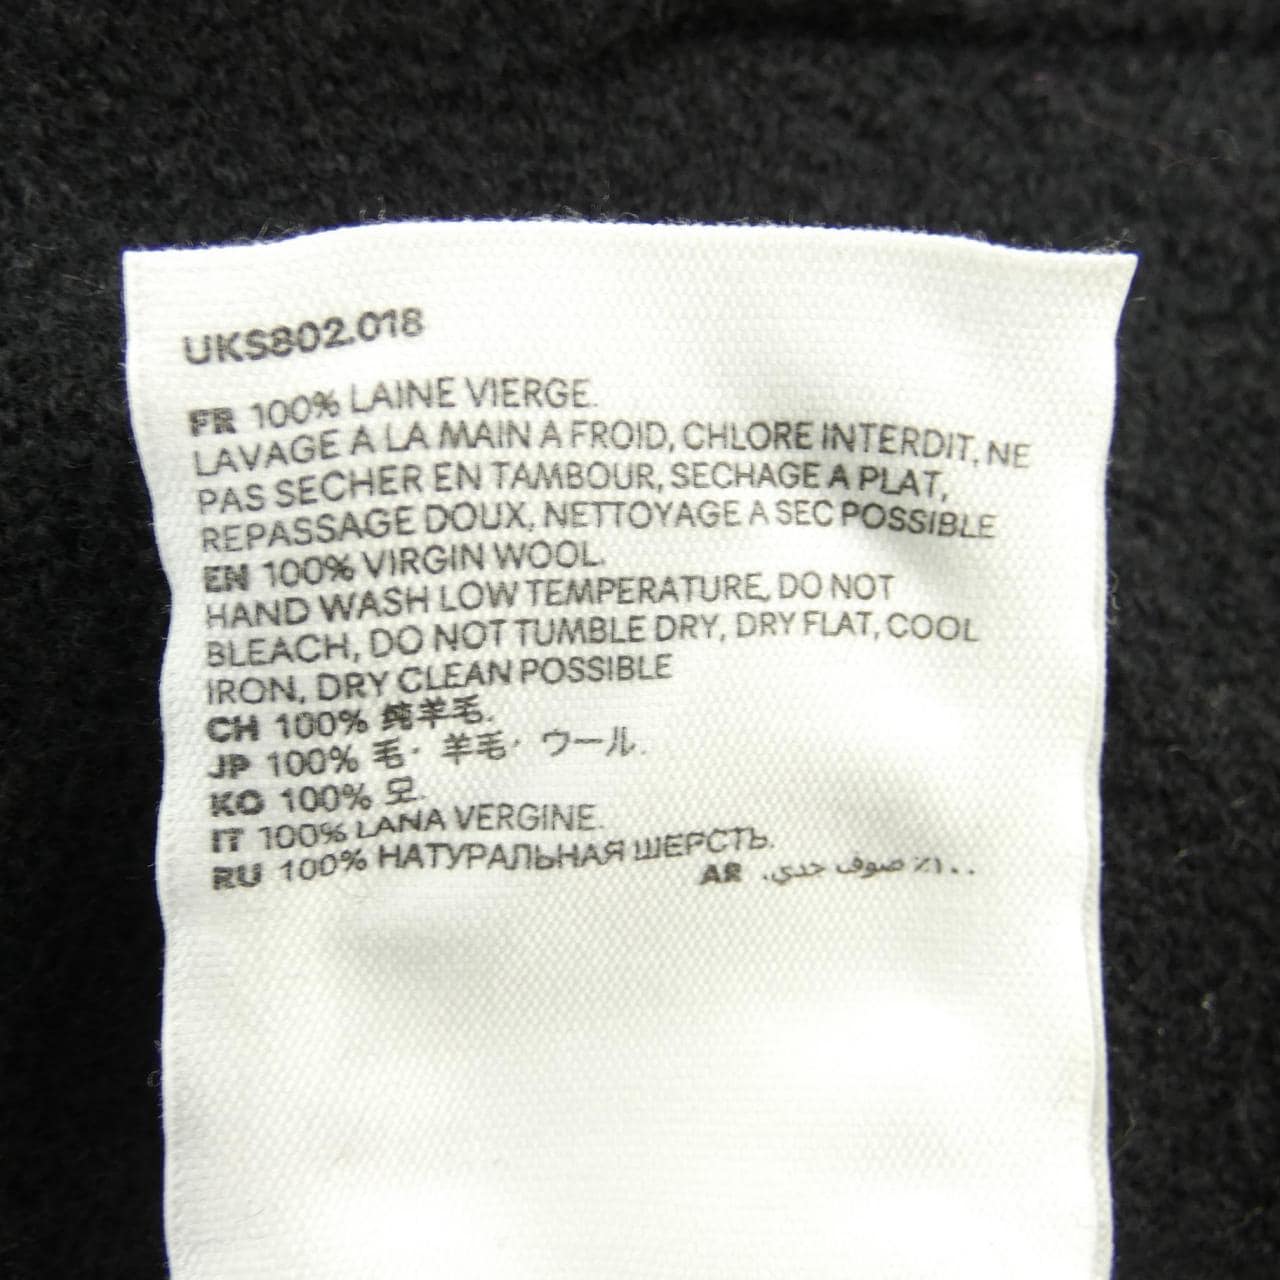 UKS802.018
FR 100% LAINE VIERGE.
LAVAGE A LA MAIN A FROID, CHLORE INTERDIT, NE
PAS SECHER EN TAMBOUR, SECHAGE A PLAT,
REPASSAGE DOUX, NETTOYAGE A SEC POSSIBLE
EN 100% VIRGIN WOOL.
HAND WASH LOW TEMPERATURE, DO NOT
BLEACH, DO NOT TUMBLE DRY, DRY FLAT, COOL
IRON, DRY CLEAN POSSIBLE
CH 100% 纯羊毛.
JP 100% 毛・羊毛・ウール.
KO 100% 모.
IT 100% LANA VERGINE.
RU 100% НАТУРАЛЬНАЯ ШЕРСТЬ.
AR ١٠٠٪ صوف جدي.